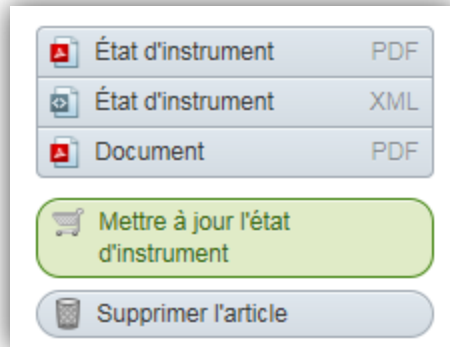 État d'instrument PDF
État d'instrument XML
Document PDF
Mettre à jour l'état
d'instrument
Supprimer l'article